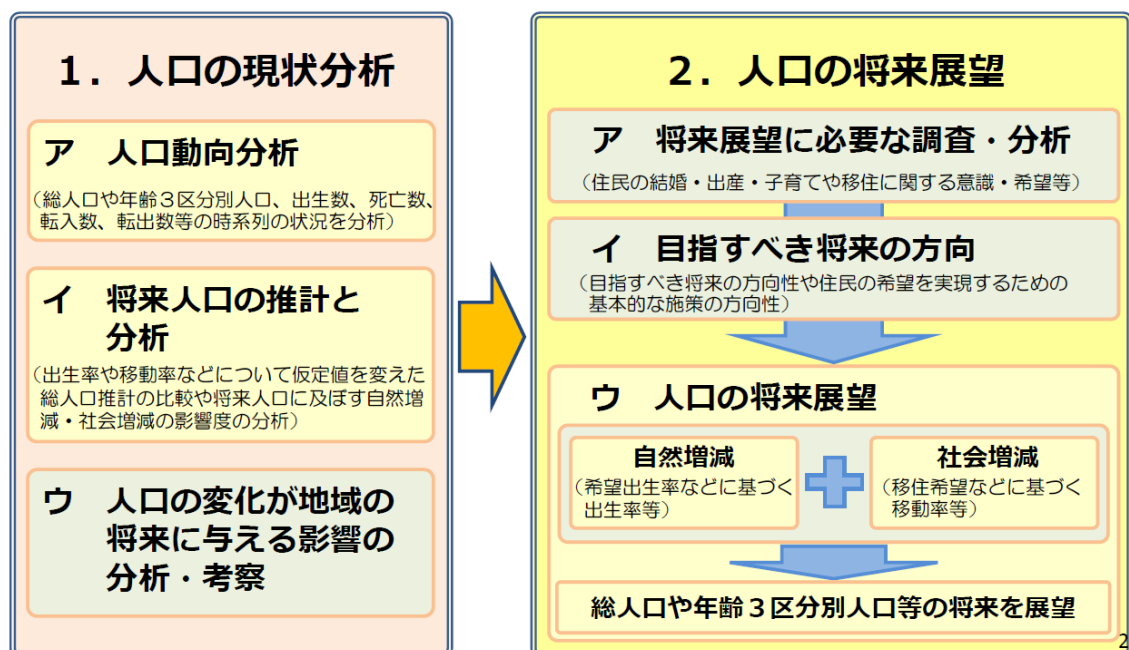 1．人口の現状分析
ア　人口動向分析
（総人口や年齢３区分別人口、出生数、死亡数、
転入数、転出数等の時系列の状況を分析）
イ　将来人口の推計と
分析
（出生率や移動率などについて仮定値を変えた
総人口推計の比較や将来人口に及ぼす自然増
減・社会増減の影響度の分析）
ウ　人口の変化が地域の
将来に与える影響の
分析・考察
2．人口の将来展望
ア　将来展望に必要な調査・分析
（住民の結婚・出産・子育てや移住に関する意識・希望等）
イ　目指すべき将来の方向
（目指すべき将来の方向性や住民の希望を実現するための
基本的な施策の方向性）
ウ　人口の将来展望
自然増減
（希望出生率などに基づく
出生率等）
社会増減
（移住希望などに基づく
移動率等）
総人口や年齢３区分別人口等の将来を展望
2